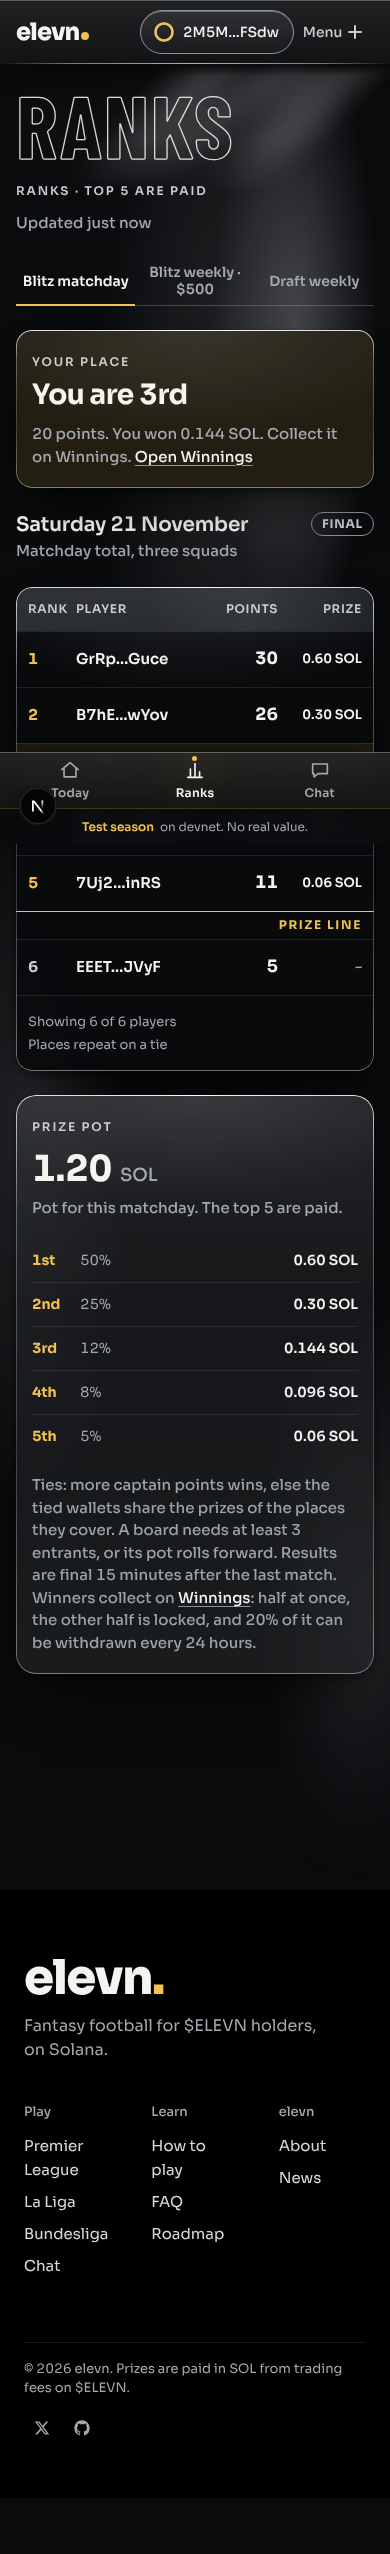 elevn.
2M5M...FSdw
Menu
RANKS
RANKS · TOP 5 ARE PAID
Updated just now
Blitz matchday
Blitz weekly ·
$500
Draft weekly
YOUR PLACE
You are 3rd
20 points. You won 0.144 SOL. Collect it
on Winnings. Open Winnings
Saturday 21 November
FINAL
Matchday total, three squads
RANK PLAYER POINTS PRIZE
1 GrRp...Guce 30 0.60 SOL
2 B7hE...wYov 26 0.30 SOL
Today
Ranks
Chat
N
Test season on devnet. No real value.
5 7Uj2...inRS 11 0.06 SOL
PRIZE LINE
6 EEET...JVyF 5 –
Showing 6 of 6 players
Places repeat on a tie
PRIZE POT
1.20 SOL
Pot for this matchday. The top 5 are paid.
1st 50% 0.60 SOL
2nd 25% 0.30 SOL
3rd 12% 0.144 SOL
4th 8% 0.096 SOL
5th 5% 0.06 SOL
Ties: more captain points wins, else the
tied wallets share the prizes of the places
they cover. A board needs at least 3
entrants, or its pot rolls forward. Results
are final 15 minutes after the last match.
Winners collect on Winnings: half at once,
the other half is locked, and 20% of it can
be withdrawn every 24 hours.
elevn.
Fantasy football for $ELEVN holders,
on Solana.
Play
Premier
League
La Liga
Bundesliga
Chat
Learn
How to
play
FAQ
Roadmap
elevn
About
News
© 2026 elevn. Prizes are paid in SOL from trading
fees on $ELEVN.